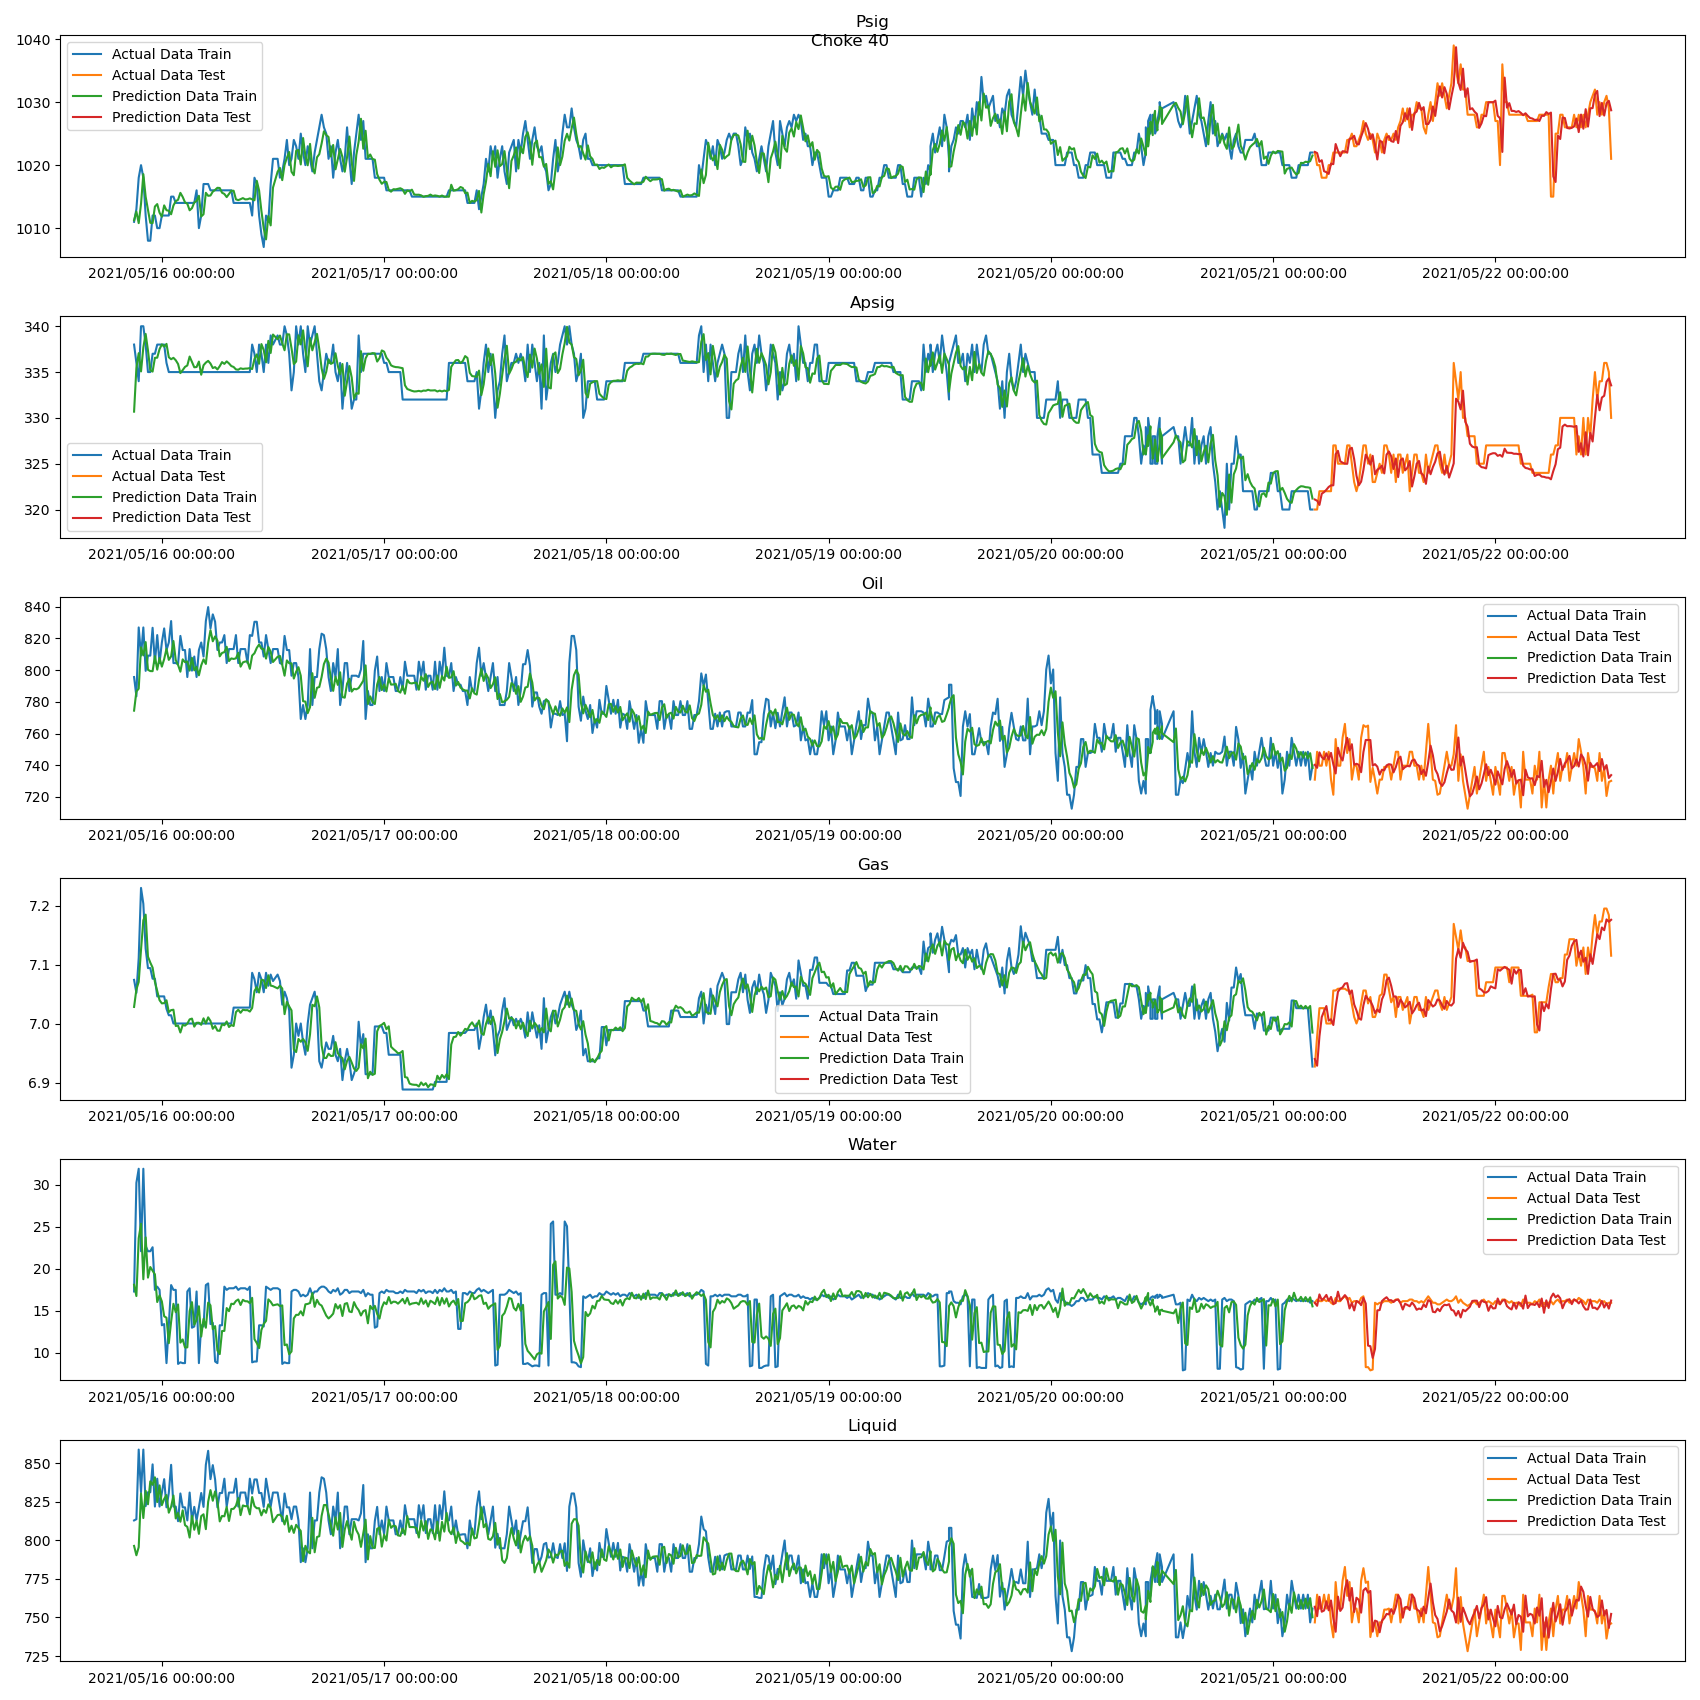 Psig
Choke 40
1040
1030
1020
1010
Actual Data Train
Actual Data Test
Prediction Data Train
Prediction Data Test
2021/05/16 00:00:00 2021/05/17 00:00:00 2021/05/18 00:00:00 2021/05/19 00:00:00 2021/05/20 00:00:00 2021/05/21 00:00:00 2021/05/22 00:00:00
Apsig
340
335
330
325
320
Actual Data Train
Actual Data Test
Prediction Data Train
Prediction Data Test
2021/05/16 00:00:00 2021/05/17 00:00:00 2021/05/18 00:00:00 2021/05/19 00:00:00 2021/05/20 00:00:00 2021/05/21 00:00:00 2021/05/22 00:00:00
Oil
840
820
800
780
760
740
720
Actual Data Train
Actual Data Test
Prediction Data Train
Prediction Data Test
2021/05/16 00:00:00 2021/05/17 00:00:00 2021/05/18 00:00:00 2021/05/19 00:00:00 2021/05/20 00:00:00 2021/05/21 00:00:00 2021/05/22 00:00:00
Gas
7.2
7.1
7.0
6.9
Actual Data Train
Actual Data Test
Prediction Data Train
Prediction Data Test
2021/05/16 00:00:00 2021/05/17 00:00:00 2021/05/18 00:00:00 2021/05/19 00:00:00 2021/05/20 00:00:00 2021/05/21 00:00:00 2021/05/22 00:00:00
Water
30
25
20
15
10
Actual Data Train
Actual Data Test
Prediction Data Train
Prediction Data Test
2021/05/16 00:00:00 2021/05/17 00:00:00 2021/05/18 00:00:00 2021/05/19 00:00:00 2021/05/20 00:00:00 2021/05/21 00:00:00 2021/05/22 00:00:00
Liquid
850
825
800
775
750
725
Actual Data Train
Actual Data Test
Prediction Data Train
Prediction Data Test
2021/05/16 00:00:00 2021/05/17 00:00:00 2021/05/18 00:00:00 2021/05/19 00:00:00 2021/05/20 00:00:00 2021/05/21 00:00:00 2021/05/22 00:00:00